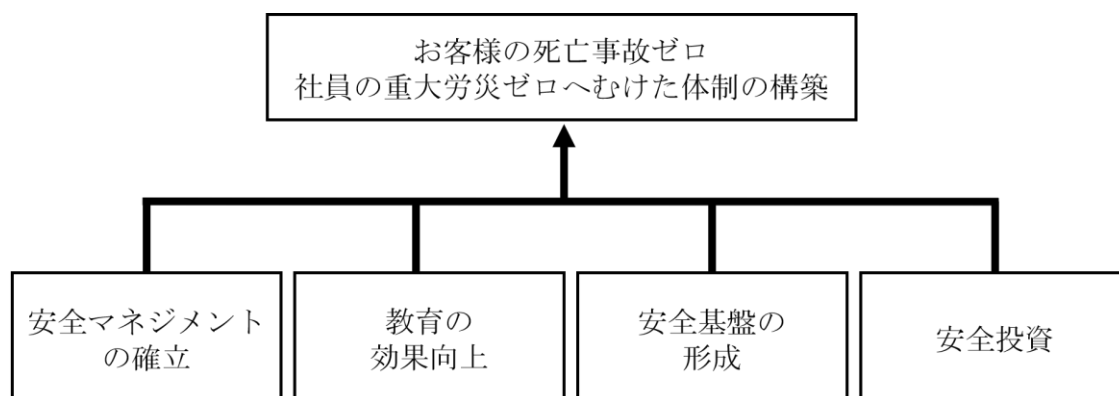 お客様の死亡事故ゼロ
社員の重大労災ゼロへむけた体制の構築
安全マネジメント
の確立
教育の
効果向上
安全基盤の
形成
安全投資